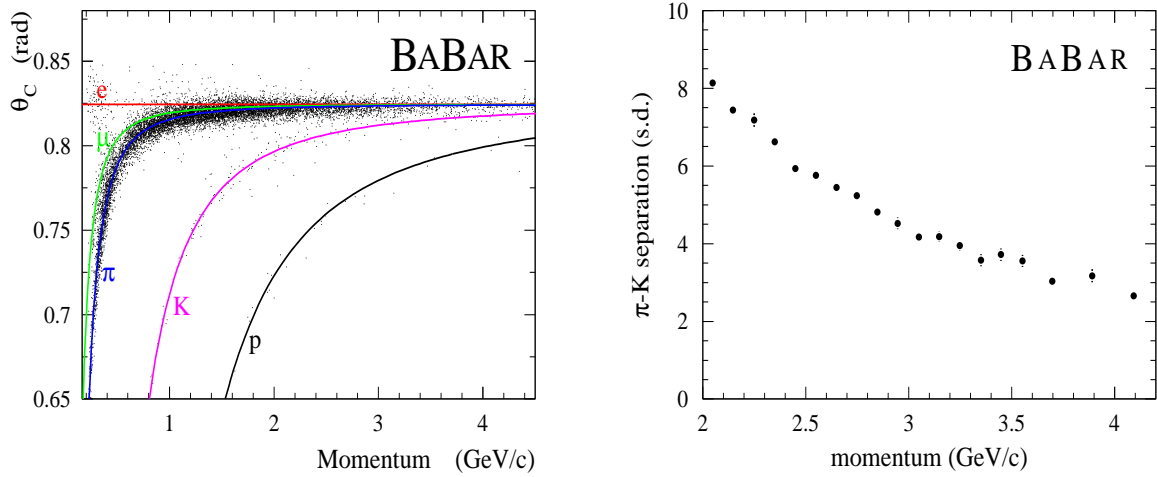 θC (rad)
BABAR
0.85
0.8
0.75
0.7
0.65
e
μ
π
K
p
1
2
3
4
Momentum (GeV/c)
π-K separation (s.d.)
BABAR
10
8
6
4
2
0
2
2.5
3
3.5
4
momentum (GeV/c)